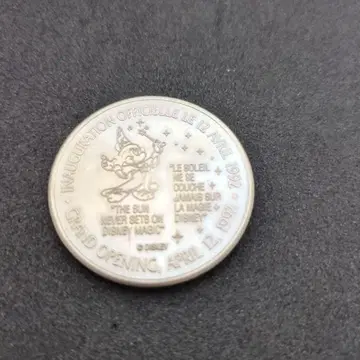 INAUGURATION OFFICIELLE LE 12 AVRIL 1992
"LE SOLEIL
NE SE
COUCHE
JAMAIS SUR
LA MAGIE
DISNEY"
"THE SUN
NEVER SETS ON
DISNEY MAGIC"
© DISNEY
GRAND OPENING, APRIL 12, 1992